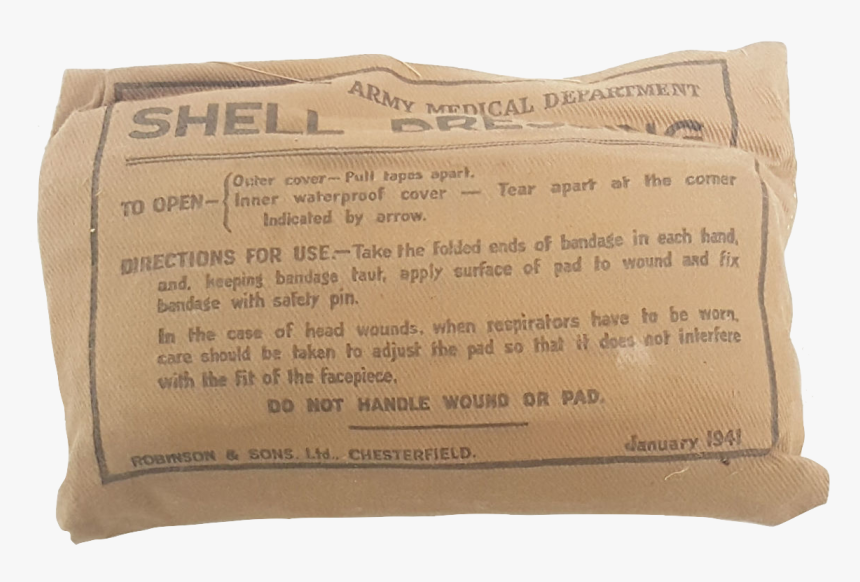 ARMY MEDICAL DEPARTMENT
SHELL DRESSING
TO OPEN— Outer cover— Pull tapes apart.
Inner waterproof cover — Tear apart at the corner
Indicated by arrow.
DIRECTIONS FOR USE.—Take the folded ends of bandage in each hand,
and, keeping bandage taut, apply surface of pad to wound and fix
bandage with safety pin.
In the case of head wounds, when respirators have to be worn,
care should be taken to adjust the pad so that it does not interfere
with the fit of the facepiece.
DO NOT HANDLE WOUND OR PAD.
January 1941
ROBINSON & SONS. Ltd., CHESTERFIELD.